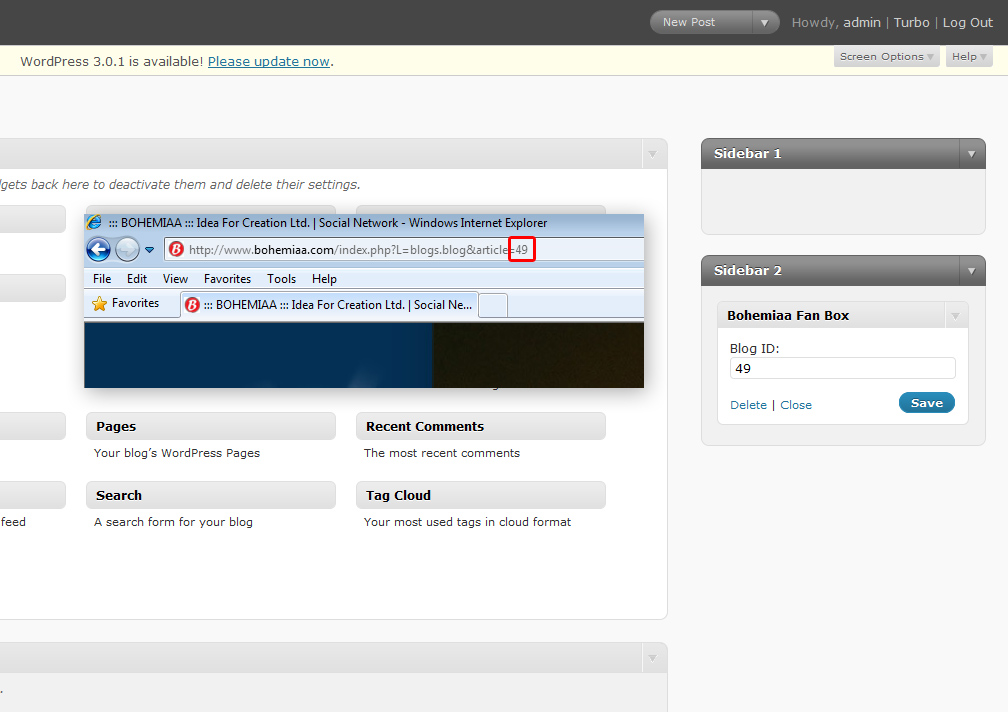 New Post
Howdy, admin | Turbo | Log Out
WordPress 3.0.1 is available! Please update now.
Screen Options
Help
Sidebar 1
gets back here to deactivate them and delete their settings.
::: BOHEMIAA ::: Idea For Creation Ltd. | Social Network - Windows Internet Explorer
http://www.bohemiaa.com/index.php?L=blogs.blog&article=49
File Edit View Favorites Tools Help
Favorites
::: BOHEMIAA ::: Idea For Creation Ltd. | Social Ne...
Sidebar 2
Bohemiaa Fan Box
Blog ID:
49
Delete | Close
Save
Pages
Recent Comments
Your blog’s WordPress Pages
The most recent comments
Search
Tag Cloud
feed
A search form for your blog
Your most used tags in cloud format